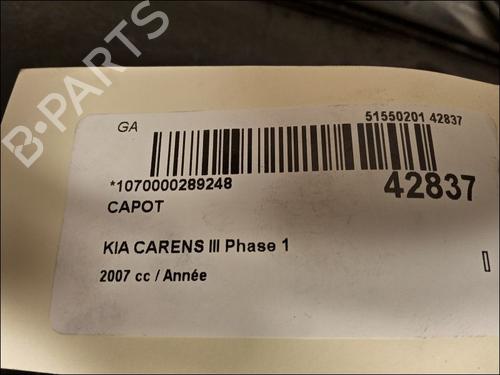 B-PARTS
GA
51550201 42837
*1070000289248
42837
CAPOT
KIA CARENS III Phase 1
2007 cc / Année